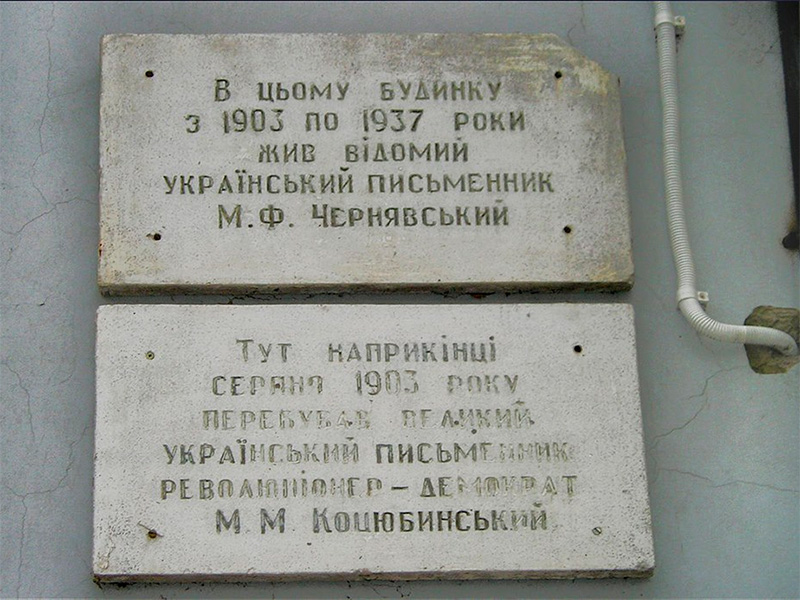 В ЦЬОМУ БУДИНКУ
З 1903 ПО 1937 РОКИ
ЖИВ ВІДОМИЙ
УКРАЇНСЬКИЙ ПИСЬМЕННИК
М.Ф. ЧЕРНЯВСЬКИЙ
ТУТ НАПРИКІНЦІ
СЕРПНЯ 1903 РОКУ
ПЕРЕБУВАВ ВЕЛИКИЙ
УКРАЇНСЬКИЙ ПИСЬМЕННИК
РЕВОЛЮЦІОНЕР – ДЕМОКРАТ
М.М. КОЦЮБИНСЬКИЙ